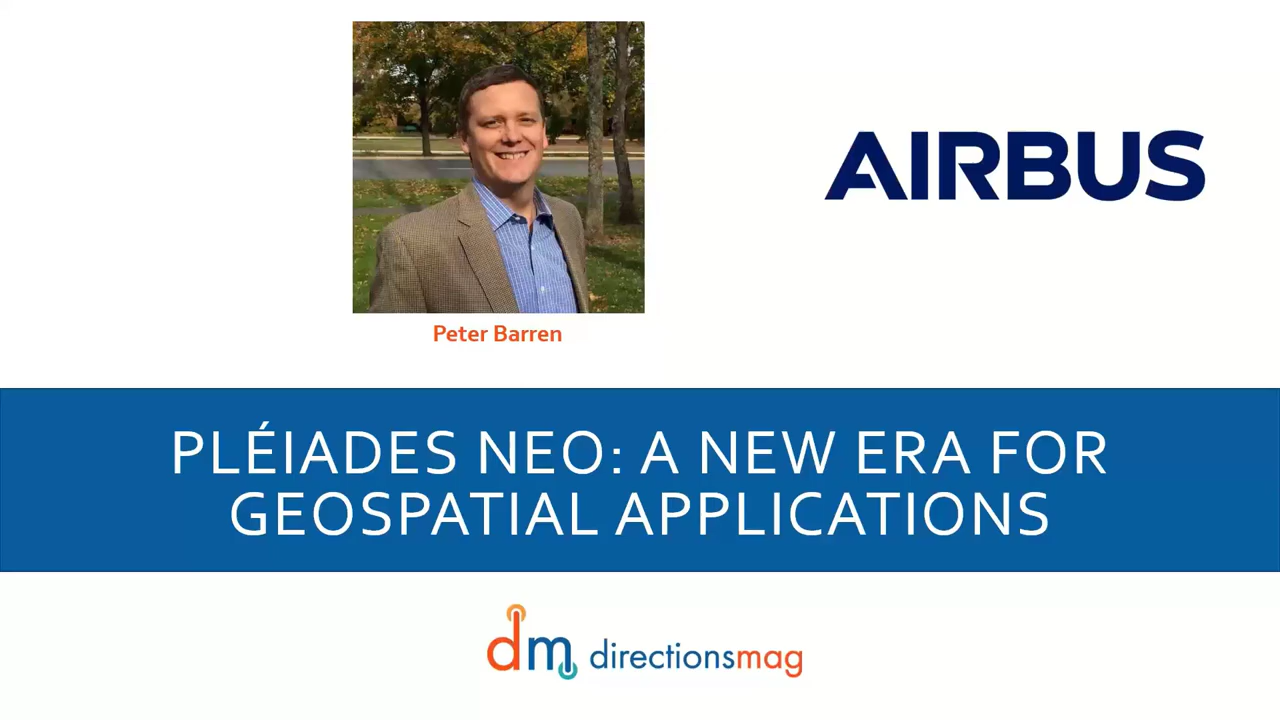 AIRBUS
Peter Barren
PLÉIADES NEO: A NEW ERA FOR
GEOSPATIAL APPLICATIONS
dm directionsmag